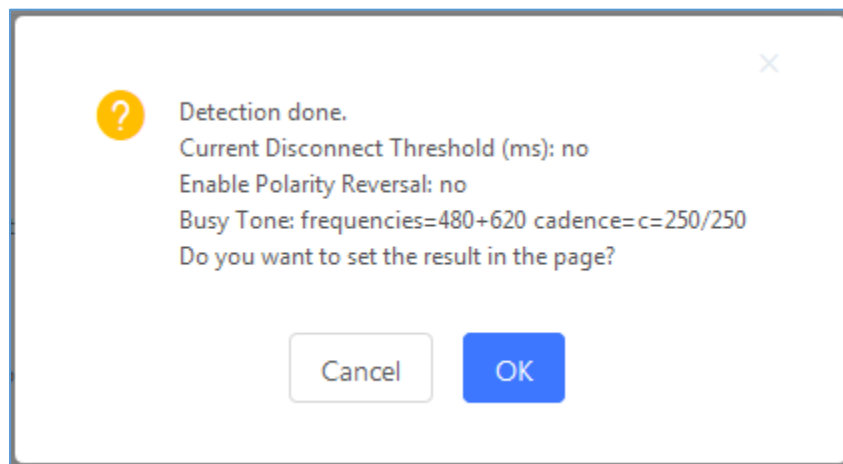 Detection done.
Current Disconnect Threshold (ms): no
Enable Polarity Reversal: no
Busy Tone: frequencies=480+620 cadence=c=250/250
Do you want to set the result in the page?
Cancel
OK